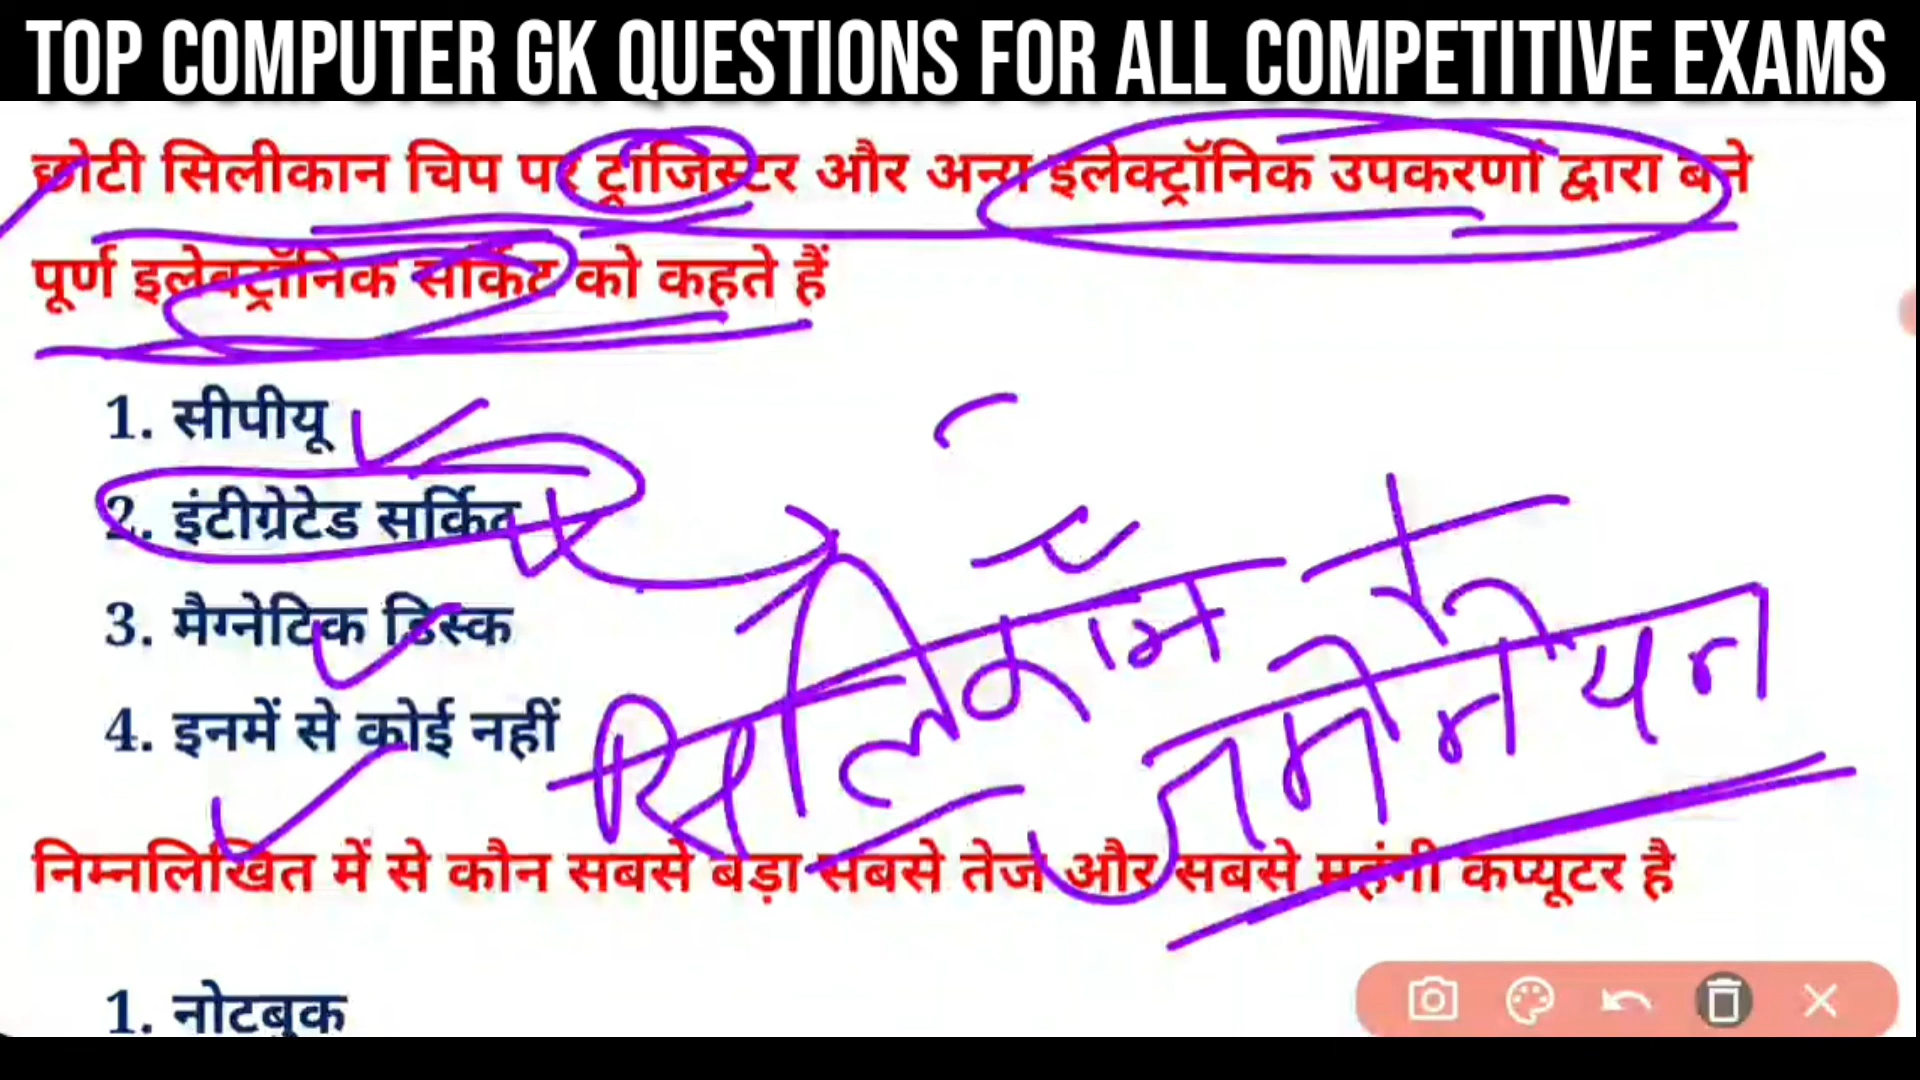 TOP COMPUTER GK QUESTIONS FOR ALL COMPETITIVE EXAMS
छोटी सिलीकान चिप पर ट्रांजिस्टर और अन्य इलेक्ट्रॉनिक उपकरणों द्वारा बने
पूर्ण इलेक्ट्रॉनिक सर्किट को कहते हैं
1. सीपीयू
2. इंटीग्रेटेड सर्किट
3. मैग्नेटिक डिस्क
4. इनमें से कोई नहीं
सिलिकॉन
निम्नलिखित में से कौन सबसे बड़ा सबसे तेज और सबसे महंगी कप्यूटर है
1. नोटबुक